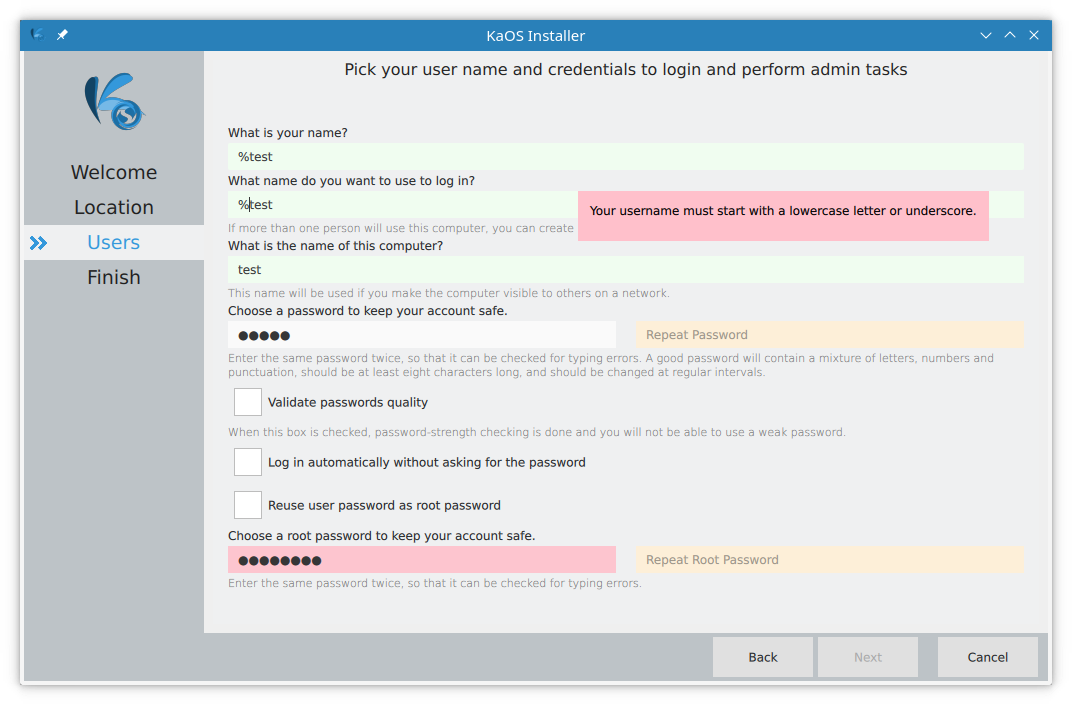 KaOS Installer
Pick your user name and credentials to login and perform admin tasks
Welcome
Location
Users
Finish
What is your name?
%test
What name do you want to use to log in?
%test
Your username must start with a lowercase letter or underscore.
If more than one person will use this computer, you can create
What is the name of this computer?
test
This name will be used if you make the computer visible to others on a network.
Choose a password to keep your account safe.
●●●●●
Repeat Password
Enter the same password twice, so that it can be checked for typing errors. A good password will contain a mixture of letters, numbers and
punctuation, should be at least eight characters long, and should be changed at regular intervals.
Validate passwords quality
When this box is checked, password-strength checking is done and you will not be able to use a weak password.
Log in automatically without asking for the password
Reuse user password as root password
Choose a root password to keep your account safe.
●●●●●●●●
Repeat Root Password
Enter the same password twice, so that it can be checked for typing errors.
Back
Next
Cancel